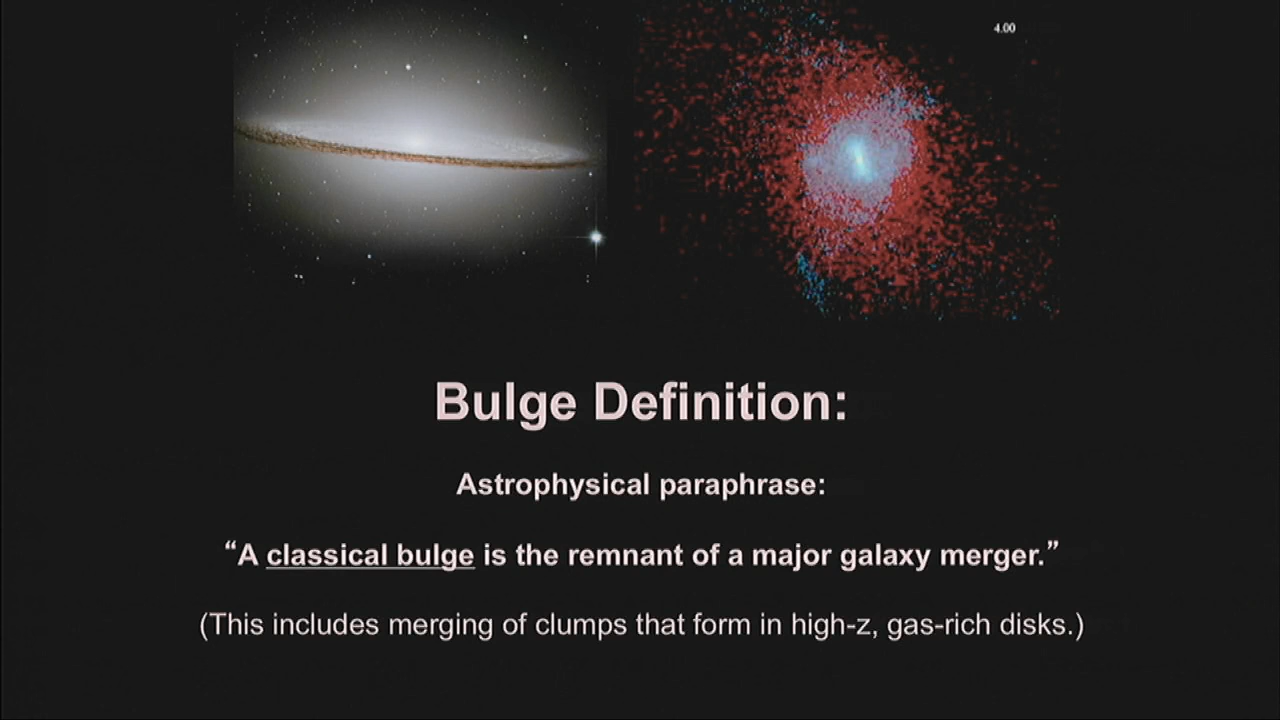 4.00
Bulge Definition:
Astrophysical paraphrase:
“A classical bulge is the remnant of a major galaxy merger.”
(This includes merging of clumps that form in high-z, gas-rich disks.)